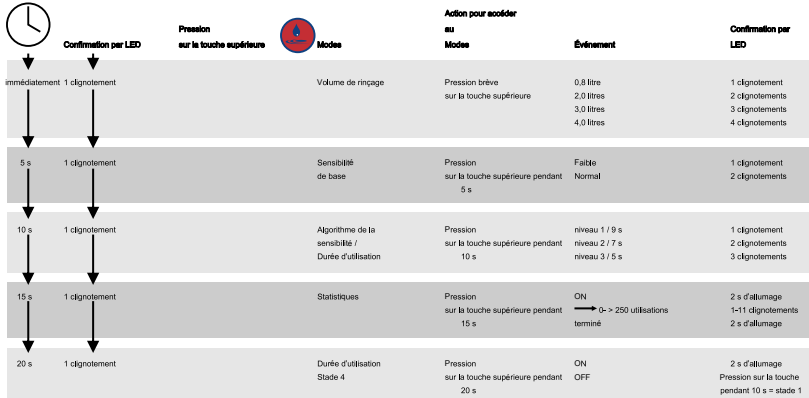 Confirmation par LED
Pression
sur la touche supérieure
Modes
Action pour accéder
au
Modes
Événement
Confirmation par
LED
immédiatement 1 clignotement Volume de rinçage Pression brève 0,8 litre 1 clignotement
sur la touche supérieure 2,0 litres 2 clignotements
3,0 litres 3 clignotements
4,0 litres 4 clignotements
5 s 1 clignotement Sensibilité Pression Faible 1 clignotement
de base sur la touche supérieure pendant Normal 2 clignotements
5 s
10 s 1 clignotement Algorithme de la Pression niveau 1 / 9 s 1 clignotement
sensibilité / sur la touche supérieure pendant niveau 2 / 7 s 2 clignotements
Durée d'utilisation 10 s niveau 3 / 5 s 3 clignotements
15 s 1 clignotement Statistiques Pression ON 2 s d'allumage
sur la touche supérieure pendant 0- > 250 utilisations 1-11 clignotements
15 s terminé 2 s d'allumage
20 s 1 clignotement Durée d'utilisation Pression ON 2 s d'allumage
Stade 4 sur la touche supérieure pendant OFF Pression sur la touche
20 s pendant 10 s = stade 1